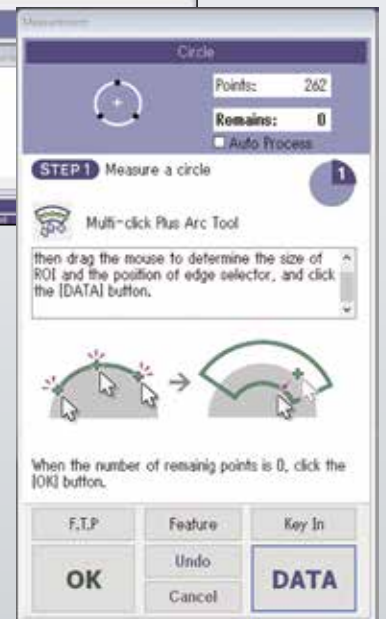 Measurement
Circle
Points: 262
Remains: 0
Auto Process
STEP 1 Measure a circle
1
Multi-click Plus Arc Tool
then drag the mouse to determine the size of
ROI and the position of edge selector, and click
the [DATA] button.
When the number of remainig points is 0, click the
[OK] button.
F.T.P
Feature
Key In
OK
Undo
Cancel
DATA